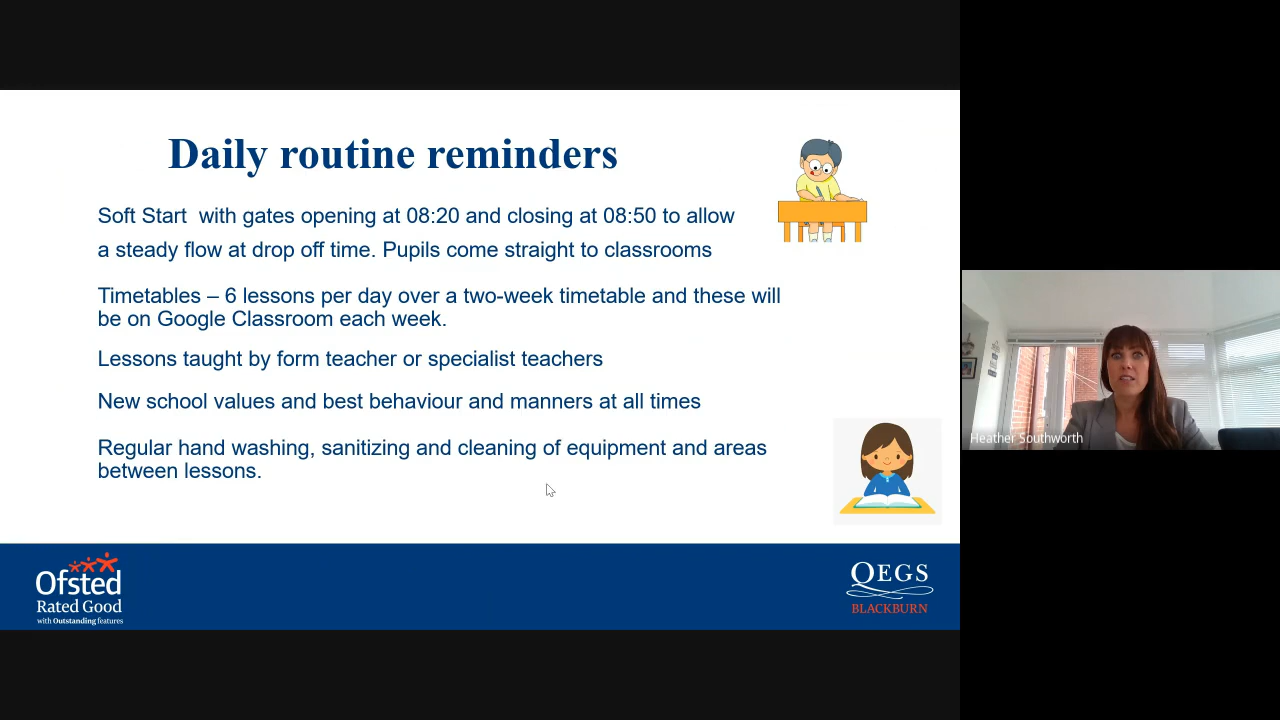 Daily routine reminders
Soft Start  with gates opening at 08:20 and closing at 08:50 to allow
a steady flow at drop off time. Pupils come straight to classrooms
Timetables – 6 lessons per day over a two-week timetable and these will
be on Google Classroom each week.
Lessons taught by form teacher or specialist teachers
New school values and best behaviour and manners at all times
Regular hand washing, sanitizing and cleaning of equipment and areas
between lessons.
Heather Southworth
Ofsted
Rated Good
with Outstanding features
QEGS
BLACKBURN